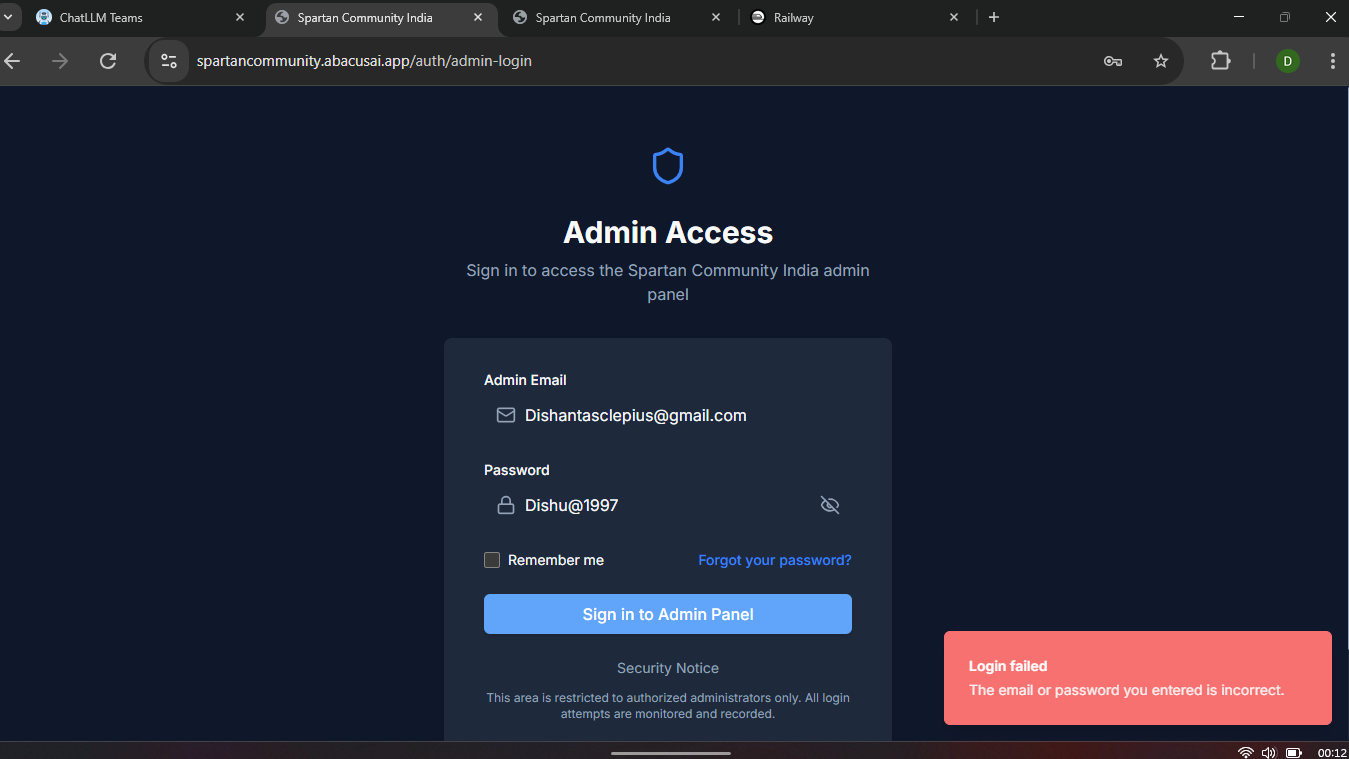 ChatLLM Teams
Spartan Community India
Spartan Community India
Railway
spartancommunity.abacusai.app/auth/admin-login
D
Admin Access
Sign in to access the Spartan Community India admin
panel
Admin Email
Dishantasclepius@gmail.com
Password
Dishu@1997
Remember me
Forgot your password?
Sign in to Admin Panel
Security Notice
This area is restricted to authorized administrators only. All login
attempts are monitored and recorded.
Login failed
The email or password you entered is incorrect.
00:12